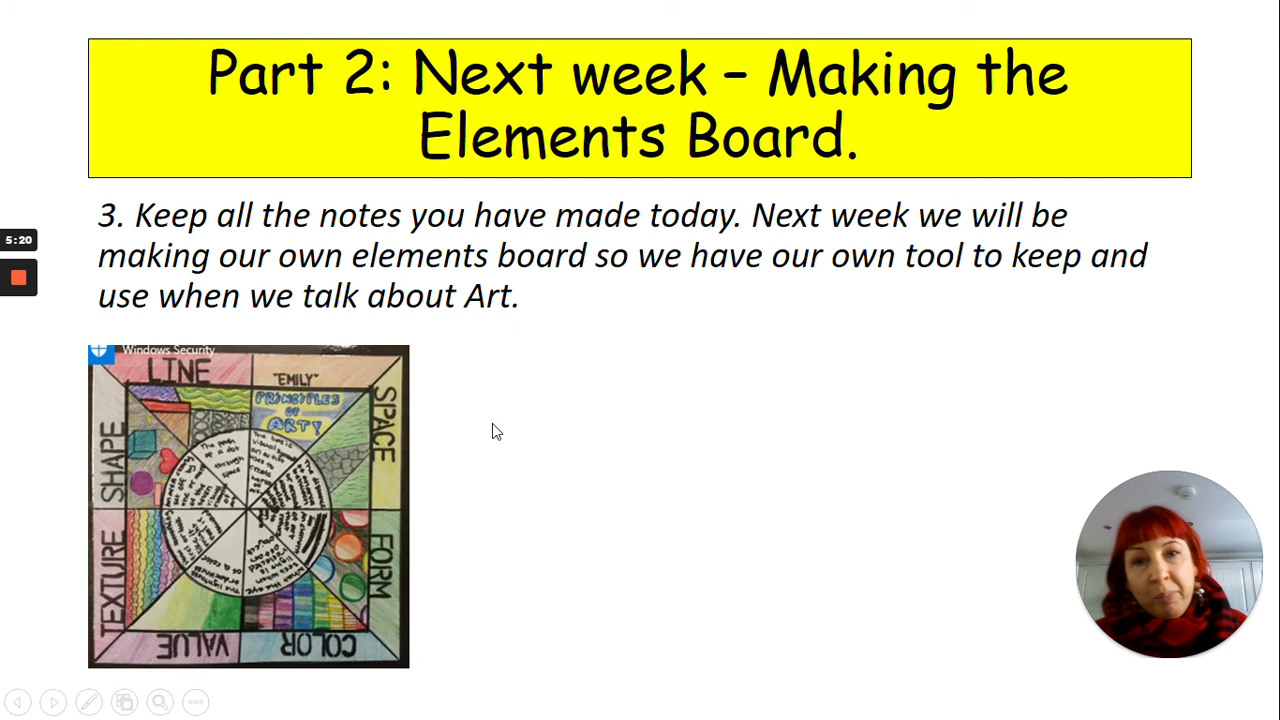 Part 2: Next week – Making the
Elements Board.
3. Keep all the notes you have made today. Next week we will be
making our own elements board so we have our own tool to keep and
use when we talk about Art.
5:20
Windows Security
LINE
"EMILY"
PRINCIPLES
OF
ART!
SPACE
SHAPE
FORM
TEXTURE
VALUE
COLOR